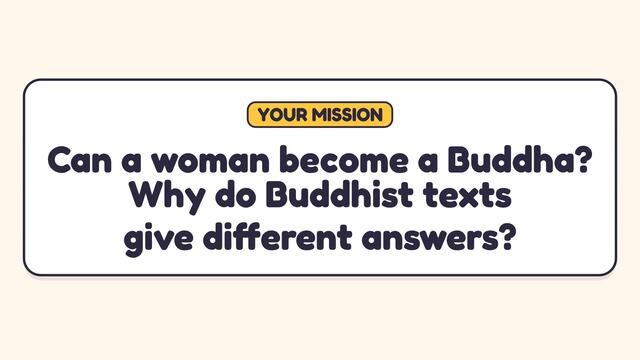 YOUR MISSION
Can a woman become a Buddha?
Why do Buddhist texts
give different answers?